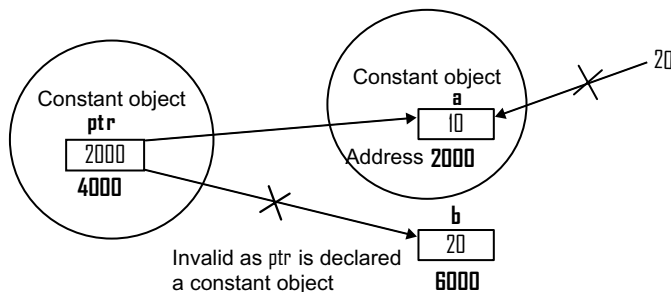 Constant object
ptr
2000
4000
Constant object
a
10
Address 2000
20
b
20
6000
Invalid as ptr is declared
a constant object